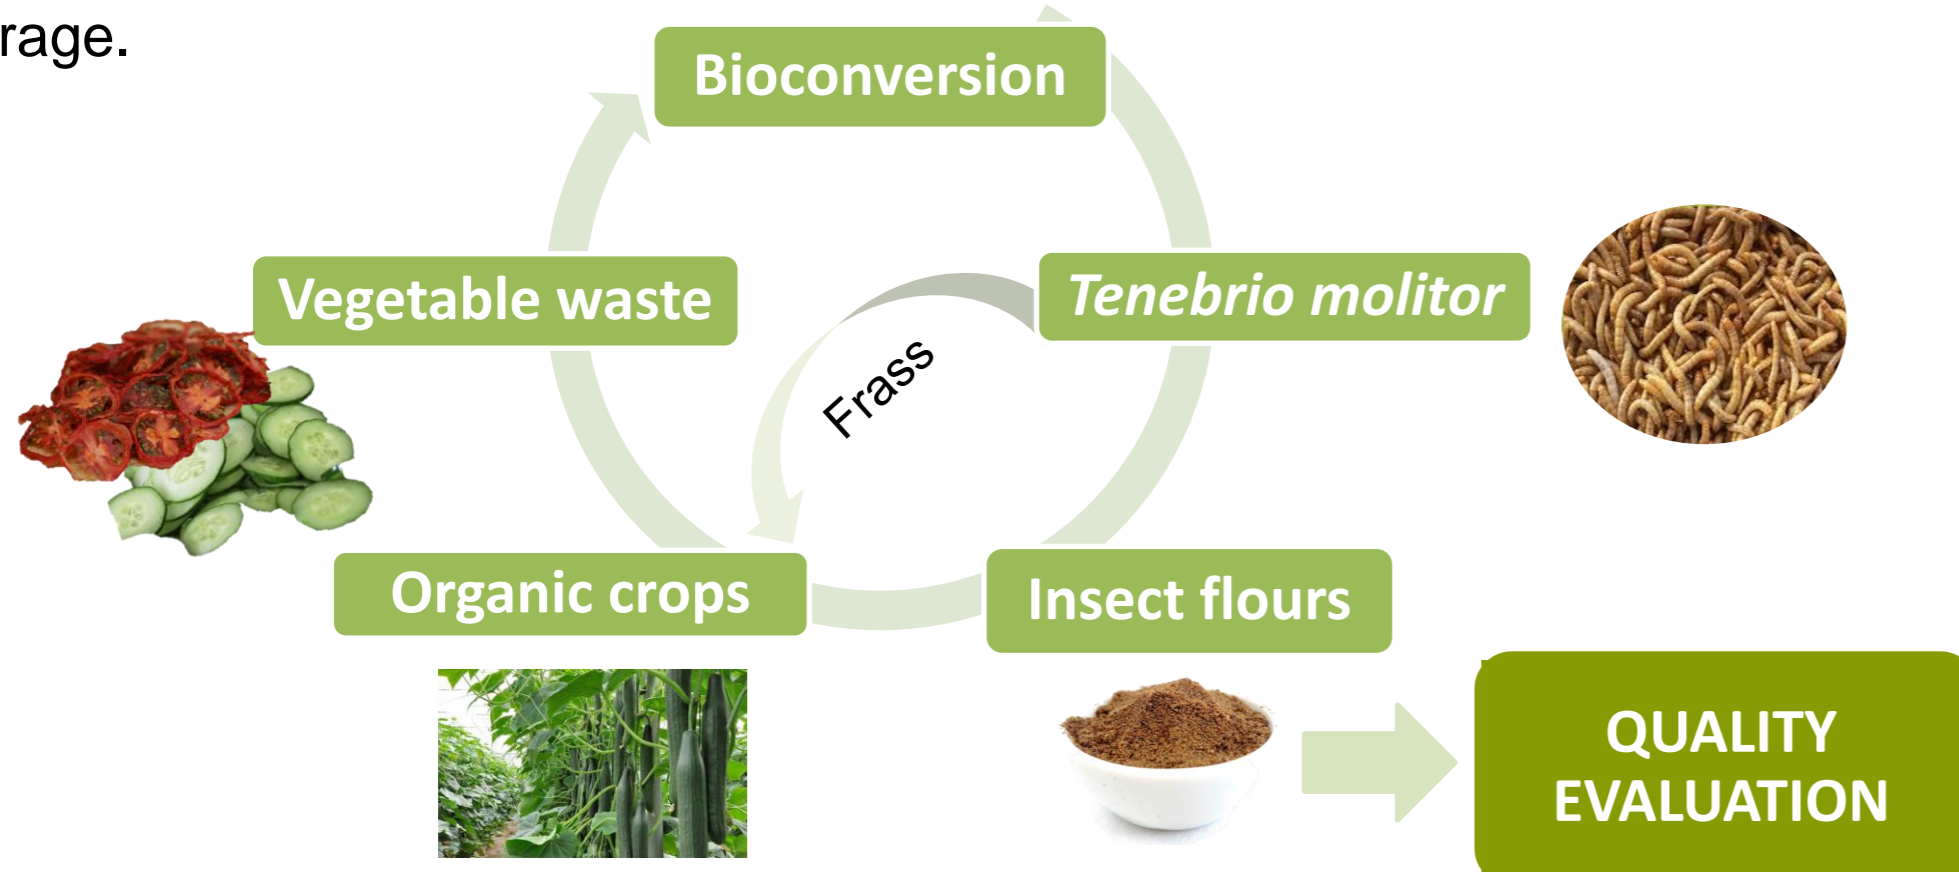 rage.
Bioconversion
Vegetable waste
Tenebrio molitor
Frass
Organic crops
Insect flours
QUALITY
EVALUATION